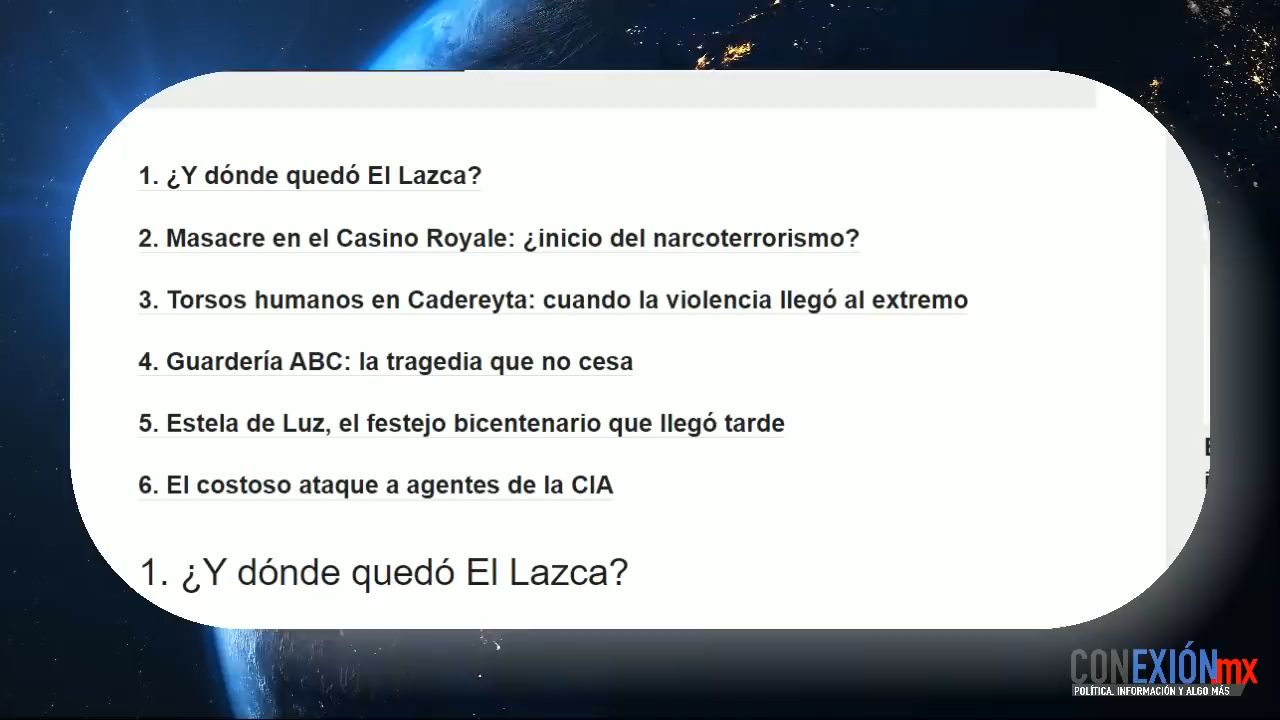 1. ¿Y dónde quedó El Lazca?
2. Masacre en el Casino Royale: ¿inicio del narcoterrorismo?
3. Torsos humanos en Cadereyta: cuando la violencia llegó al extremo
4. Guardería ABC: la tragedia que no cesa
5. Estela de Luz, el festejo bicentenario que llegó tarde
6. El costoso ataque a agentes de la CIA
1. ¿Y dónde quedó El Lazca?
CONEXIÓNmx
POLÍTICA, INFORMACIÓN Y ALGO MÁS